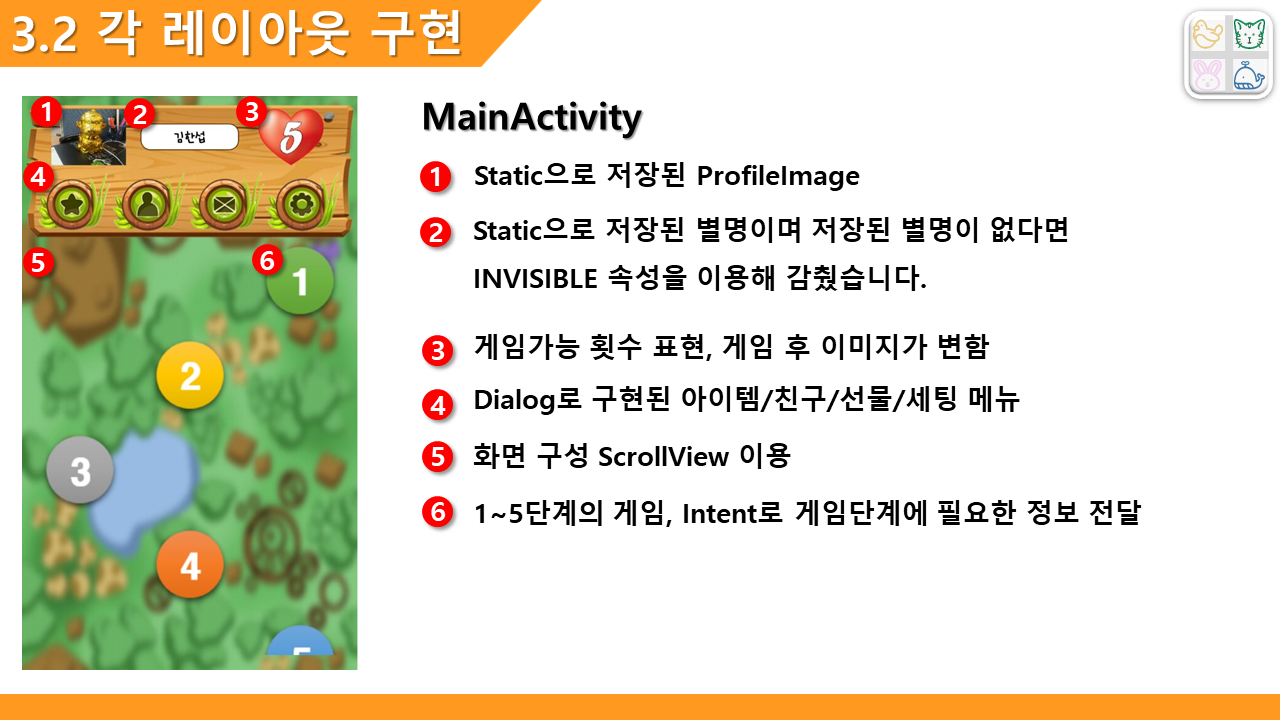 3.2 각 레이아웃 구현
1
2
3
김한섭
5
4
5
6
1
2
3
4
5
MainActivity
1 Static으로 저장된 ProfileImage
2 Static으로 저장된 별명이며 저장된 별명이 없다면
INVISIBLE 속성을 이용해 감췄습니다.
3 게임가능 횟수 표현, 게임 후 이미지가 변함
4 Dialog로 구현된 아이템/친구/선물/세팅 메뉴
5 화면 구성 ScrollView 이용
6 1~5단계의 게임, Intent로 게임단계에 필요한 정보 전달